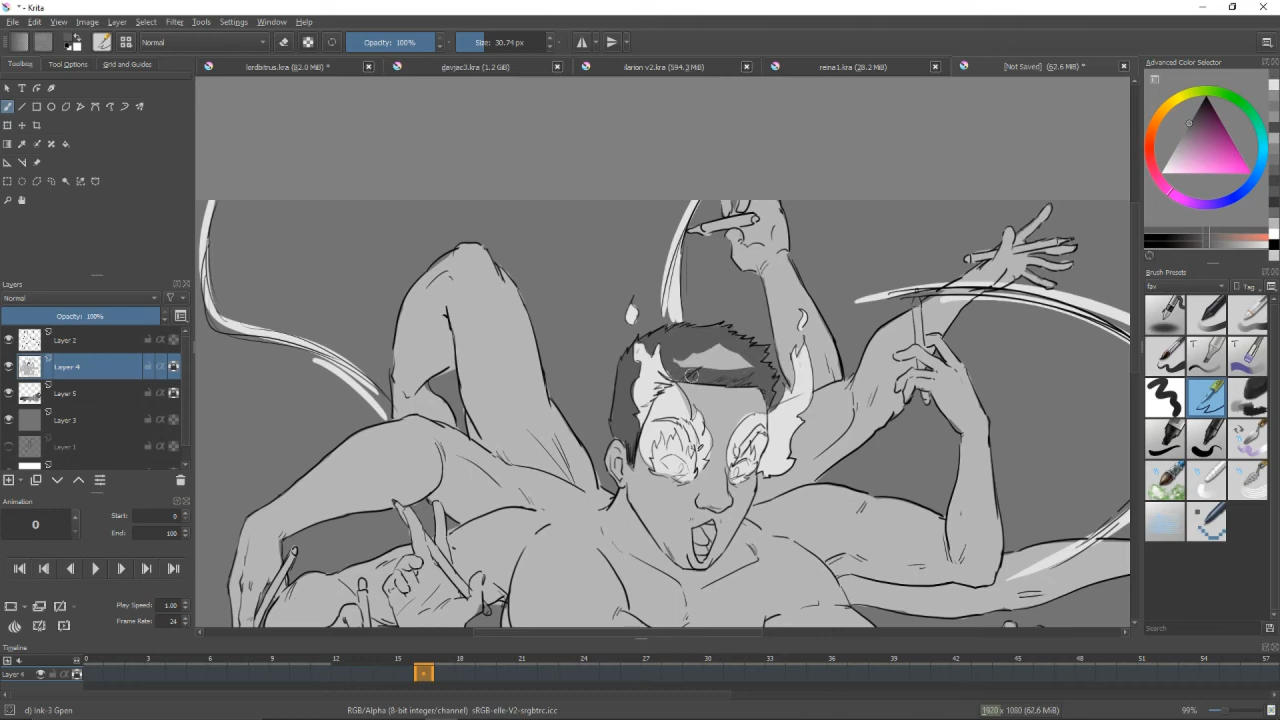 * - Krita
File Edit View Image Layer Select Filter Tools Settings Window Help
Normal Opacity: 100% Size: 30.74 px
Toolbox Tool Options Grid and Guides
lerdbitrus.kra (82.0 MiB) * davjac3.kra (1.2 GiB) ilarion v2.kra (594.3 MiB) reina1.kra (28.2 MiB) [Not Saved] (62.6 MiB) *
Advanced Color Selector
Brush Presets
fav Tag
Layers
Normal
Opacity: 100%
Layer 2
Layer 4
Layer 5
Layer 3
Layer 1
Animation
0 Start: 0
End: 100
Play Speed: 1.00
Frame Rate: 24
Search
Timeline
0 3 6 9 12 15 18 21 24 27 30 33 36 39 42 45 48 51 54 57
Layer 4
d) Ink-3 Gpen RGB/Alpha (8-bit integer/channel) sRGB-elle-V2-srgbtrc.icc 1920 x 1080 (62.6 MiB) 99%